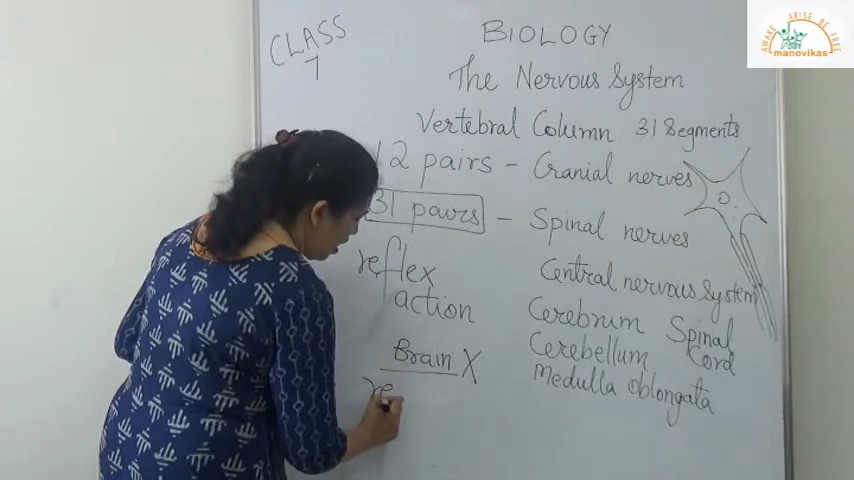 CLASS
7
BIOLOGY
The Nervous System
Vertebral Column 31 Segments
12 pairs - Cranial nerves
31 pairs - Spinal nerves
reflex
action
Central nervous System
Cerebrum Spinal
Cord
Cerebellum
Medulla oblongata
Brain X
re
AWAKE ARISE BE FREE
manovikas